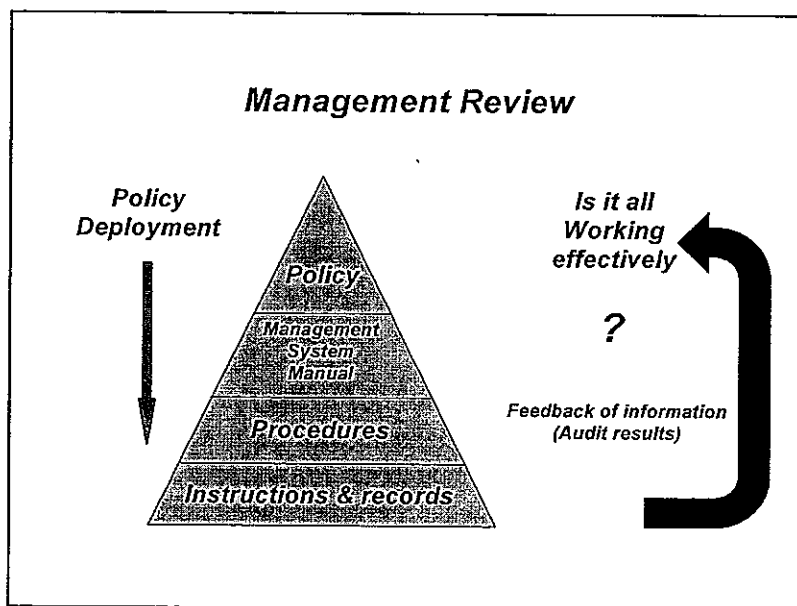 Management Review
Policy
Deployment
Policy
Management
System
Manual
Procedures
Instructions & records
Is it all
Working
effectively
?
Feedback of information
(Audit results)